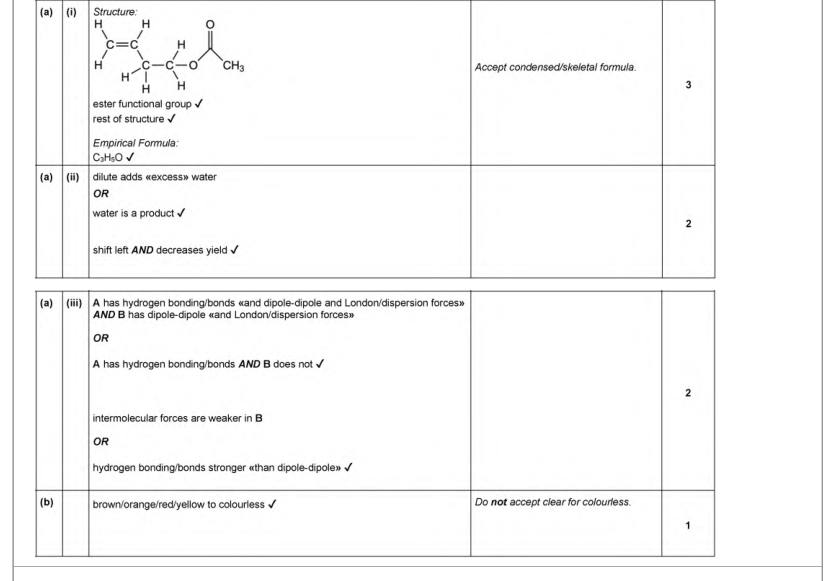 (a) (i) Structure:
H H O
C=C H
H C—C—O CH₃
H H H
Accept condensed/skeletal formula.
3
ester functional group ✓
rest of structure ✓
Empirical Formula:
C₃H₅O ✓
(a) (ii) dilute adds «excess» water
OR
water is a product ✓
2
shift left AND decreases yield ✓
(a) (iii) A has hydrogen bonding/bonds «and dipole-dipole and London/dispersion forces»
AND B has dipole-dipole «and London/dispersion forces»
OR
A has hydrogen bonding/bonds AND B does not ✓
2
intermolecular forces are weaker in B
OR
hydrogen bonding/bonds stronger «than dipole-dipole» ✓
(b) brown/orange/red/yellow to colourless ✓ Do not accept clear for colourless.
1